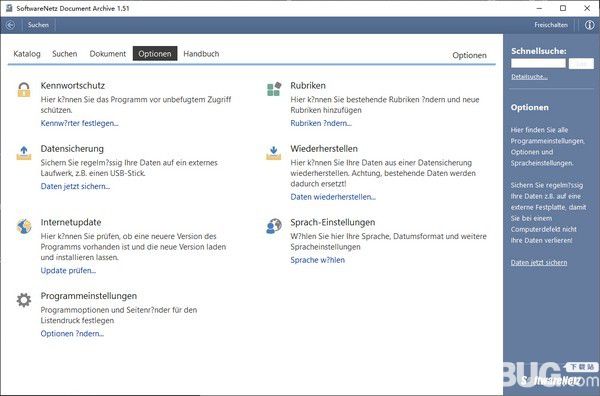 SoftwareNetz Document Archive 1.51
Suchen
Freischalten
Katalog Suchen Dokument Optionen Handbuch
Optionen
Kennwortschutz
Hier k?nnen Sie das Programm vor unbefugtem Zugriff
schützen.
Kennw?rter festlegen...
Rubriken
Hier k?nnen Sie bestehende Rubriken ?ndern und neue
Rubriken hinzufügen
Rubriken ?ndern...
Datensicherung
Sichern Sie regelm?ssig Ihre Daten auf ein externes
Laufwerk, z.B. einen USB-Stick.
Daten jetzt sichern...
Wiederherstellen
Hier k?nnen Sie Ihre Daten aus einer Datensicherung
wiederherstellen. Achtung, bestehende Daten werden
dadurch ersetzt!
Daten wiederherstellen...
Internetupdate
Hier k?nnen Sie prüfen, ob eine neuere Version des
Programms vorhanden ist und die neue Version laden
und installieren lassen.
Update prüfen...
Sprach-Einstellungen
W?hlen Sie hier Ihre Sprache, Datumsformat und weitere
Spracheinstellungen
Sprache w?hlen
Programmeinstellungen
Programmoptionen und Seitenr?nder für den
Listendruck festlegen
Optionen ?ndern...
Schnellsuche:
Detailsuche...
Optionen
Hier finden Sie alle
Programmeinstellungen,
Optionen und
Spracheinstellungen.
Sichern Sie regelm?ssig
Ihre Daten z.B. auf eine
externe Festplatte, damit
Sie bei einem
Computerdefekt nicht
Ihre Daten verlieren!
Daten jetzt sichern
下载站
SoftwareNetz
BUG.com